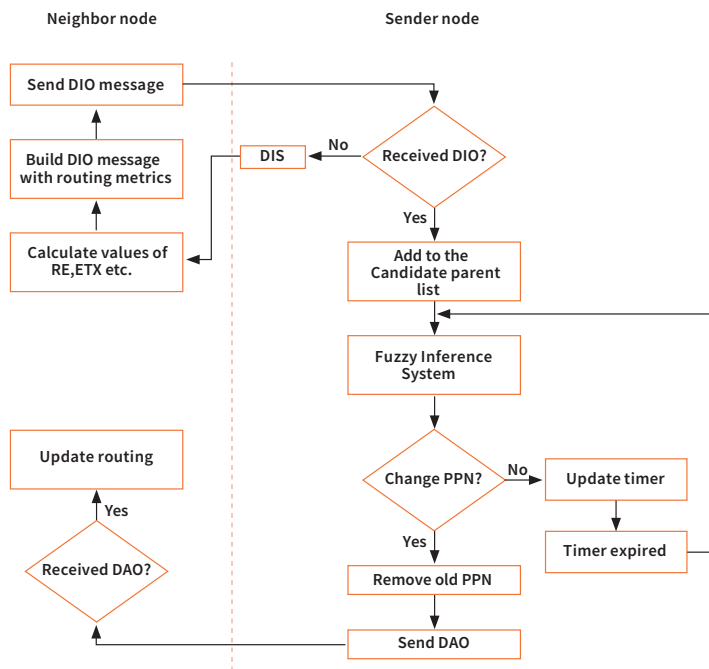 Neighbor node
Sender node
Send DIO message
Build DIO message
with routing metrics
Calculate values of
RE,ETX etc.
DIS
No
Received DIO?
Yes
Add to the
Candidate parent
list
Fuzzy Inference
System
Change PPN?
No
Update timer
Timer expired
Yes
Remove old PPN
Send DAO
Update routing
Yes
Received DAO?